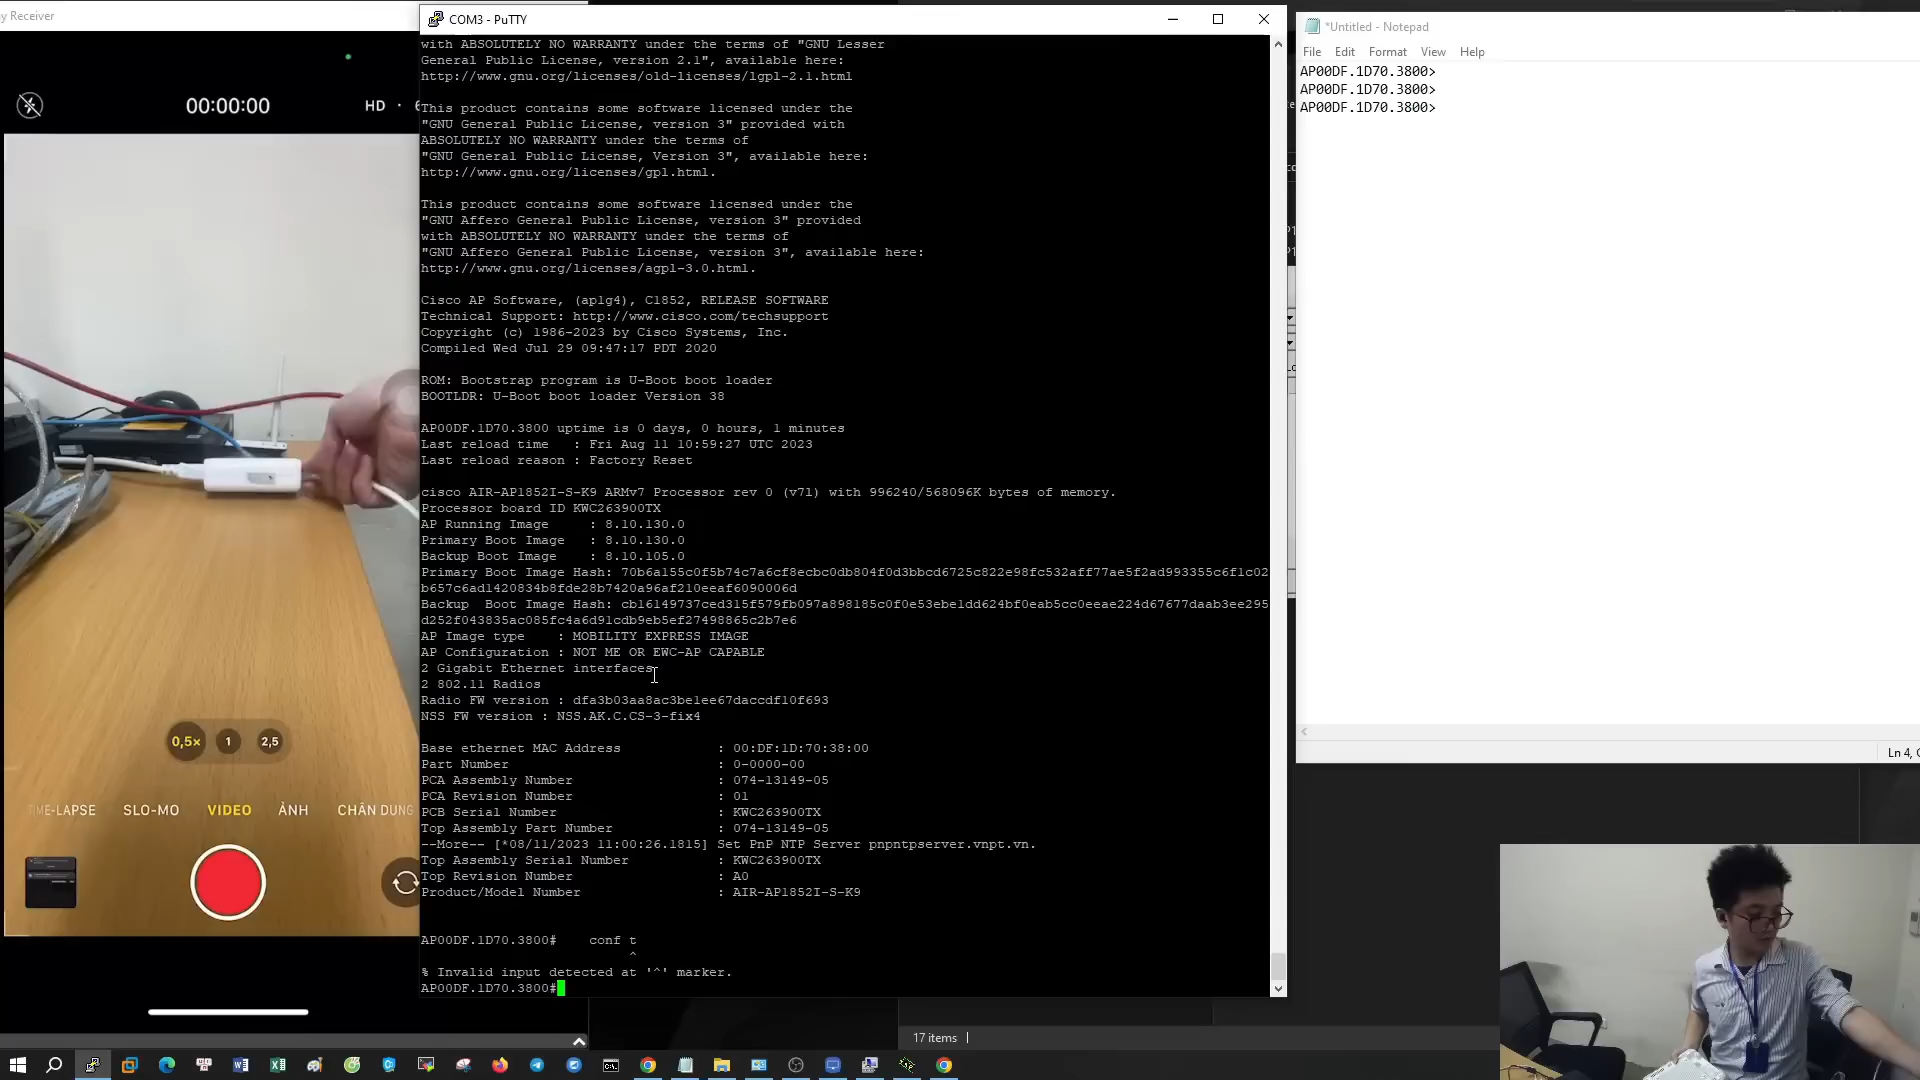 y Receiver
00:00:00
HD
0,5×
1
2,5
SLO-MO
VIDEO
ẢNH
CHÂN DUNG
COM3 - PuTTY
with ABSOLUTELY NO WARRANTY under the terms of "GNU Lesser
General Public License, version 2.1", available here:
http://www.gnu.org/licenses/old-licenses/lgpl-2.1.html
This product contains some software licensed under the
"GNU General Public License, version 3" provided with
ABSOLUTELY NO WARRANTY under the terms of
"GNU General Public License, Version 3", available here:
http://www.gnu.org/licenses/gpl.html.
This product contains some software licensed under the
"GNU Affero General Public License, version 3" provided
with ABSOLUTELY NO WARRANTY under the terms of
"GNU Affero General Public License, version 3", available here:
http://www.gnu.org/licenses/agpl-3.0.html.
Cisco AP Software, (ap1g4), C1852, RELEASE SOFTWARE
Technical Support: http://www.cisco.com/techsupport
Copyright (c) 1986-2023 by Cisco Systems, Inc.
Compiled Wed Jul 29 09:47:17 PDT 2020
ROM: Bootstrap program is U-Boot boot loader
BOOTLDR: U-Boot boot loader Version 38
AP00DF.1D70.3800 uptime is 0 days, 0 hours, 1 minutes
Last reload time   : Fri Aug 11 10:59:27 UTC 2023
Last reload reason : Factory Reset
cisco AIR-AP1852I-S-K9 ARMv7 Processor rev 0 (v7l) with 996240/568096K bytes of memory.
Processor board ID KWC263900TX
AP Running Image     : 8.10.130.0
Primary Boot Image   : 8.10.130.0
Backup Boot Image    : 8.10.105.0
Primary Boot Image Hash: 70b6a155c0f5b74c7a6cf8ecbc0db804f0d3bbcd6725c822e98fc532aff77ae5f2ad993355c6f1c02
b657c6ad1420834b8fde28b7420a96af210eeaf6090006d
Backup  Boot Image Hash: cb16149737ced315f579fb097a898185c0f0e53ebe1dd624bf0eab5cc0eeae224d67677daab3ee295
d252f043835ac085fc4a6d91cdb9eb5ef27498865c2b7e6
AP Image type    : MOBILITY EXPRESS IMAGE
AP Configuration : NOT ME OR EWC-AP CAPABLE
2 Gigabit Ethernet interfaces
2 802.11 Radios
Radio FW version : dfa3b03aa8ac3be1ee67daccdf10f693
NSS FW version : NSS.AK.C.CS-3-fix4
Base ethernet MAC Address            : 00:DF:1D:70:38:00
Part Number                          : 0-0000-00
PCA Assembly Number                  : 074-13149-05
PCA Revision Number                  : 01
PCB Serial Number                    : KWC263900TX
Top Assembly Part Number             : 074-13149-05
--More-- [*08/11/2023 11:00:26.1815] Set PnP NTP Server pnpntpserver.vnpt.vn.
Top Assembly Serial Number           : KWC263900TX
Top Revision Number                  : A0
Product/Model Number                 : AIR-AP1852I-S-K9
AP00DF.1D70.3800#    conf t
^
% Invalid input detected at '^' marker.
AP00DF.1D70.3800#
*Untitled - Notepad
File Edit Format View Help
AP00DF.1D70.3800>
AP00DF.1D70.3800>
AP00DF.1D70.3800>
Ln 4, C
17 items